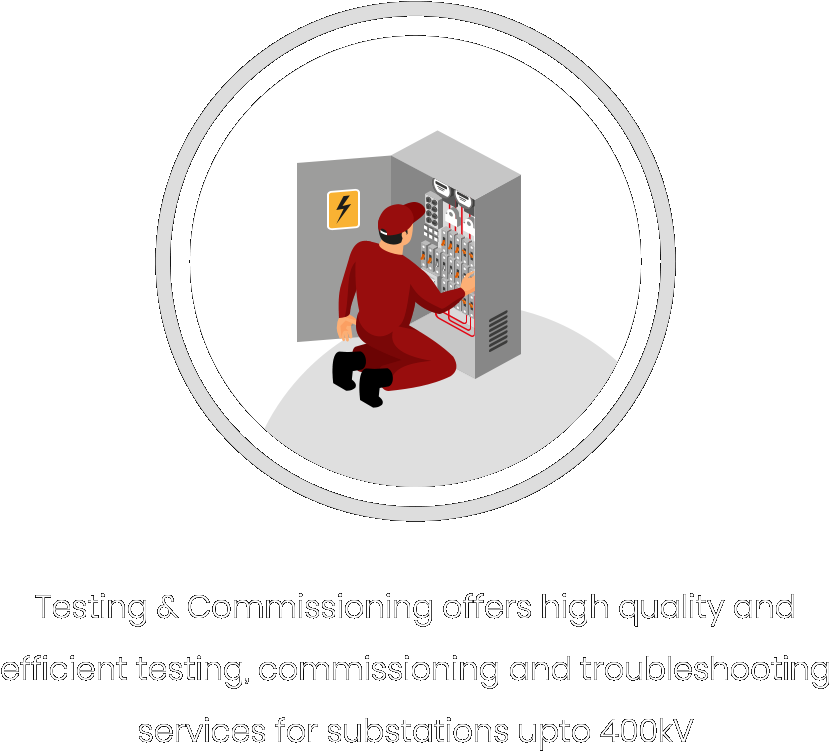 Testing & Commissioning offers high quality and
efficient testing, commissioning and troubleshooting
services for substations upto 400kV